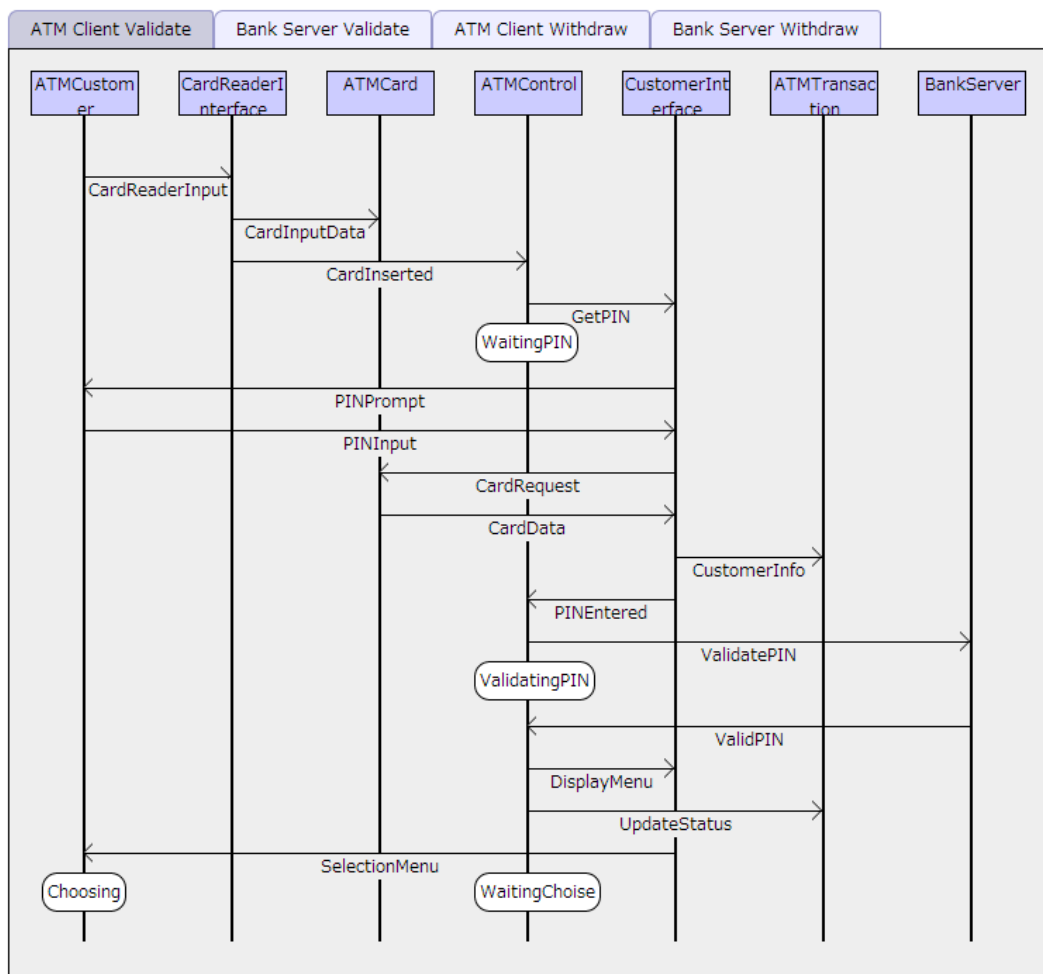 ATM Client Validate
Bank Server Validate
ATM Client Withdraw
Bank Server Withdraw
ATMCustom
er
CardReaderI
nterface
ATMCard
ATMControl
CustomerInt
erface
ATMTransac
tion
BankServer
CardReaderInput
CardInputData
CardInserted
GetPIN
WaitingPIN
PINPrompt
PINInput
CardRequest
CardData
CustomerInfo
PINEntered
ValidatePIN
ValidatingPIN
ValidPIN
DisplayMenu
UpdateStatus
SelectionMenu
Choosing
WaitingChoise